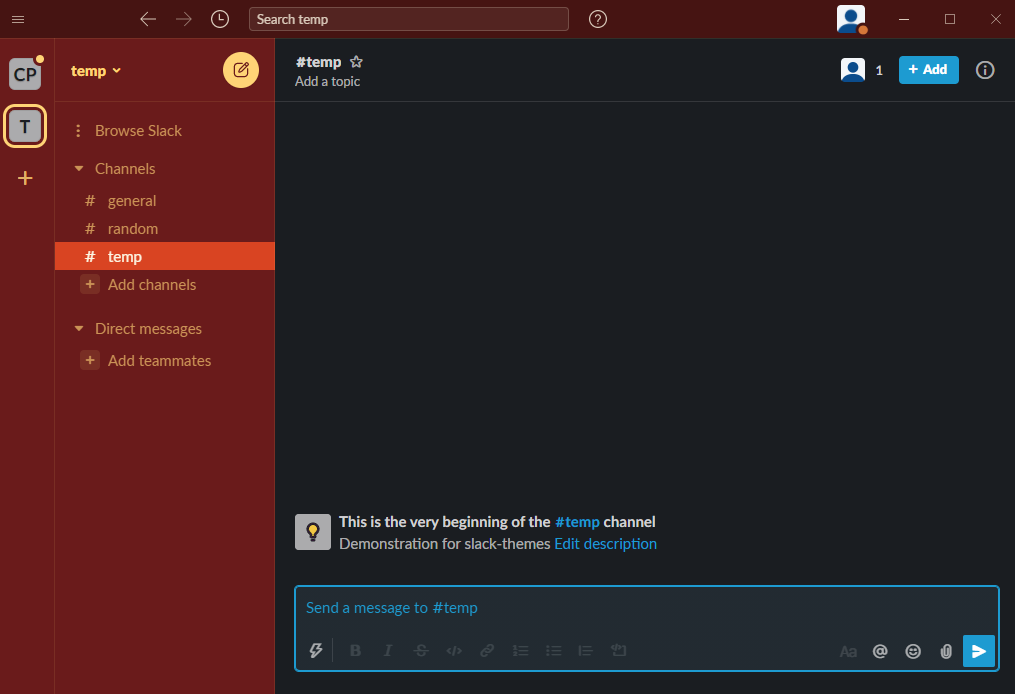 Search temp
CP
T
temp
Browse Slack
Channels
# general
# random
# temp
+ Add channels
Direct messages
+ Add teammates
#temp
Add a topic
1
+ Add
This is the very beginning of the #temp channel
Demonstration for slack-themes Edit description
Send a message to #temp
B I S </> Aa @